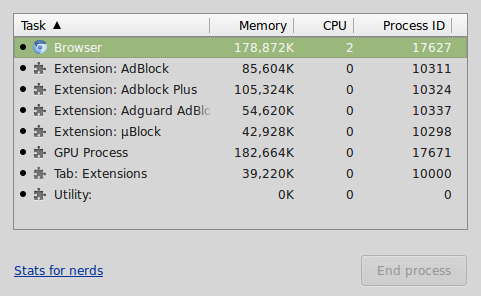 Task ▲ Memory CPU Process ID
Browser 178,872K 2 17627
Extension: AdBlock 85,604K 0 10311
Extension: Adblock Plus 105,324K 0 10324
Extension: Adguard AdBlo 54,620K 0 10337
Extension: µBlock 42,928K 0 10298
GPU Process 182,664K 0 17671
Tab: Extensions 39,220K 0 10000
Utility: 0K 0 0
Stats for nerds End process